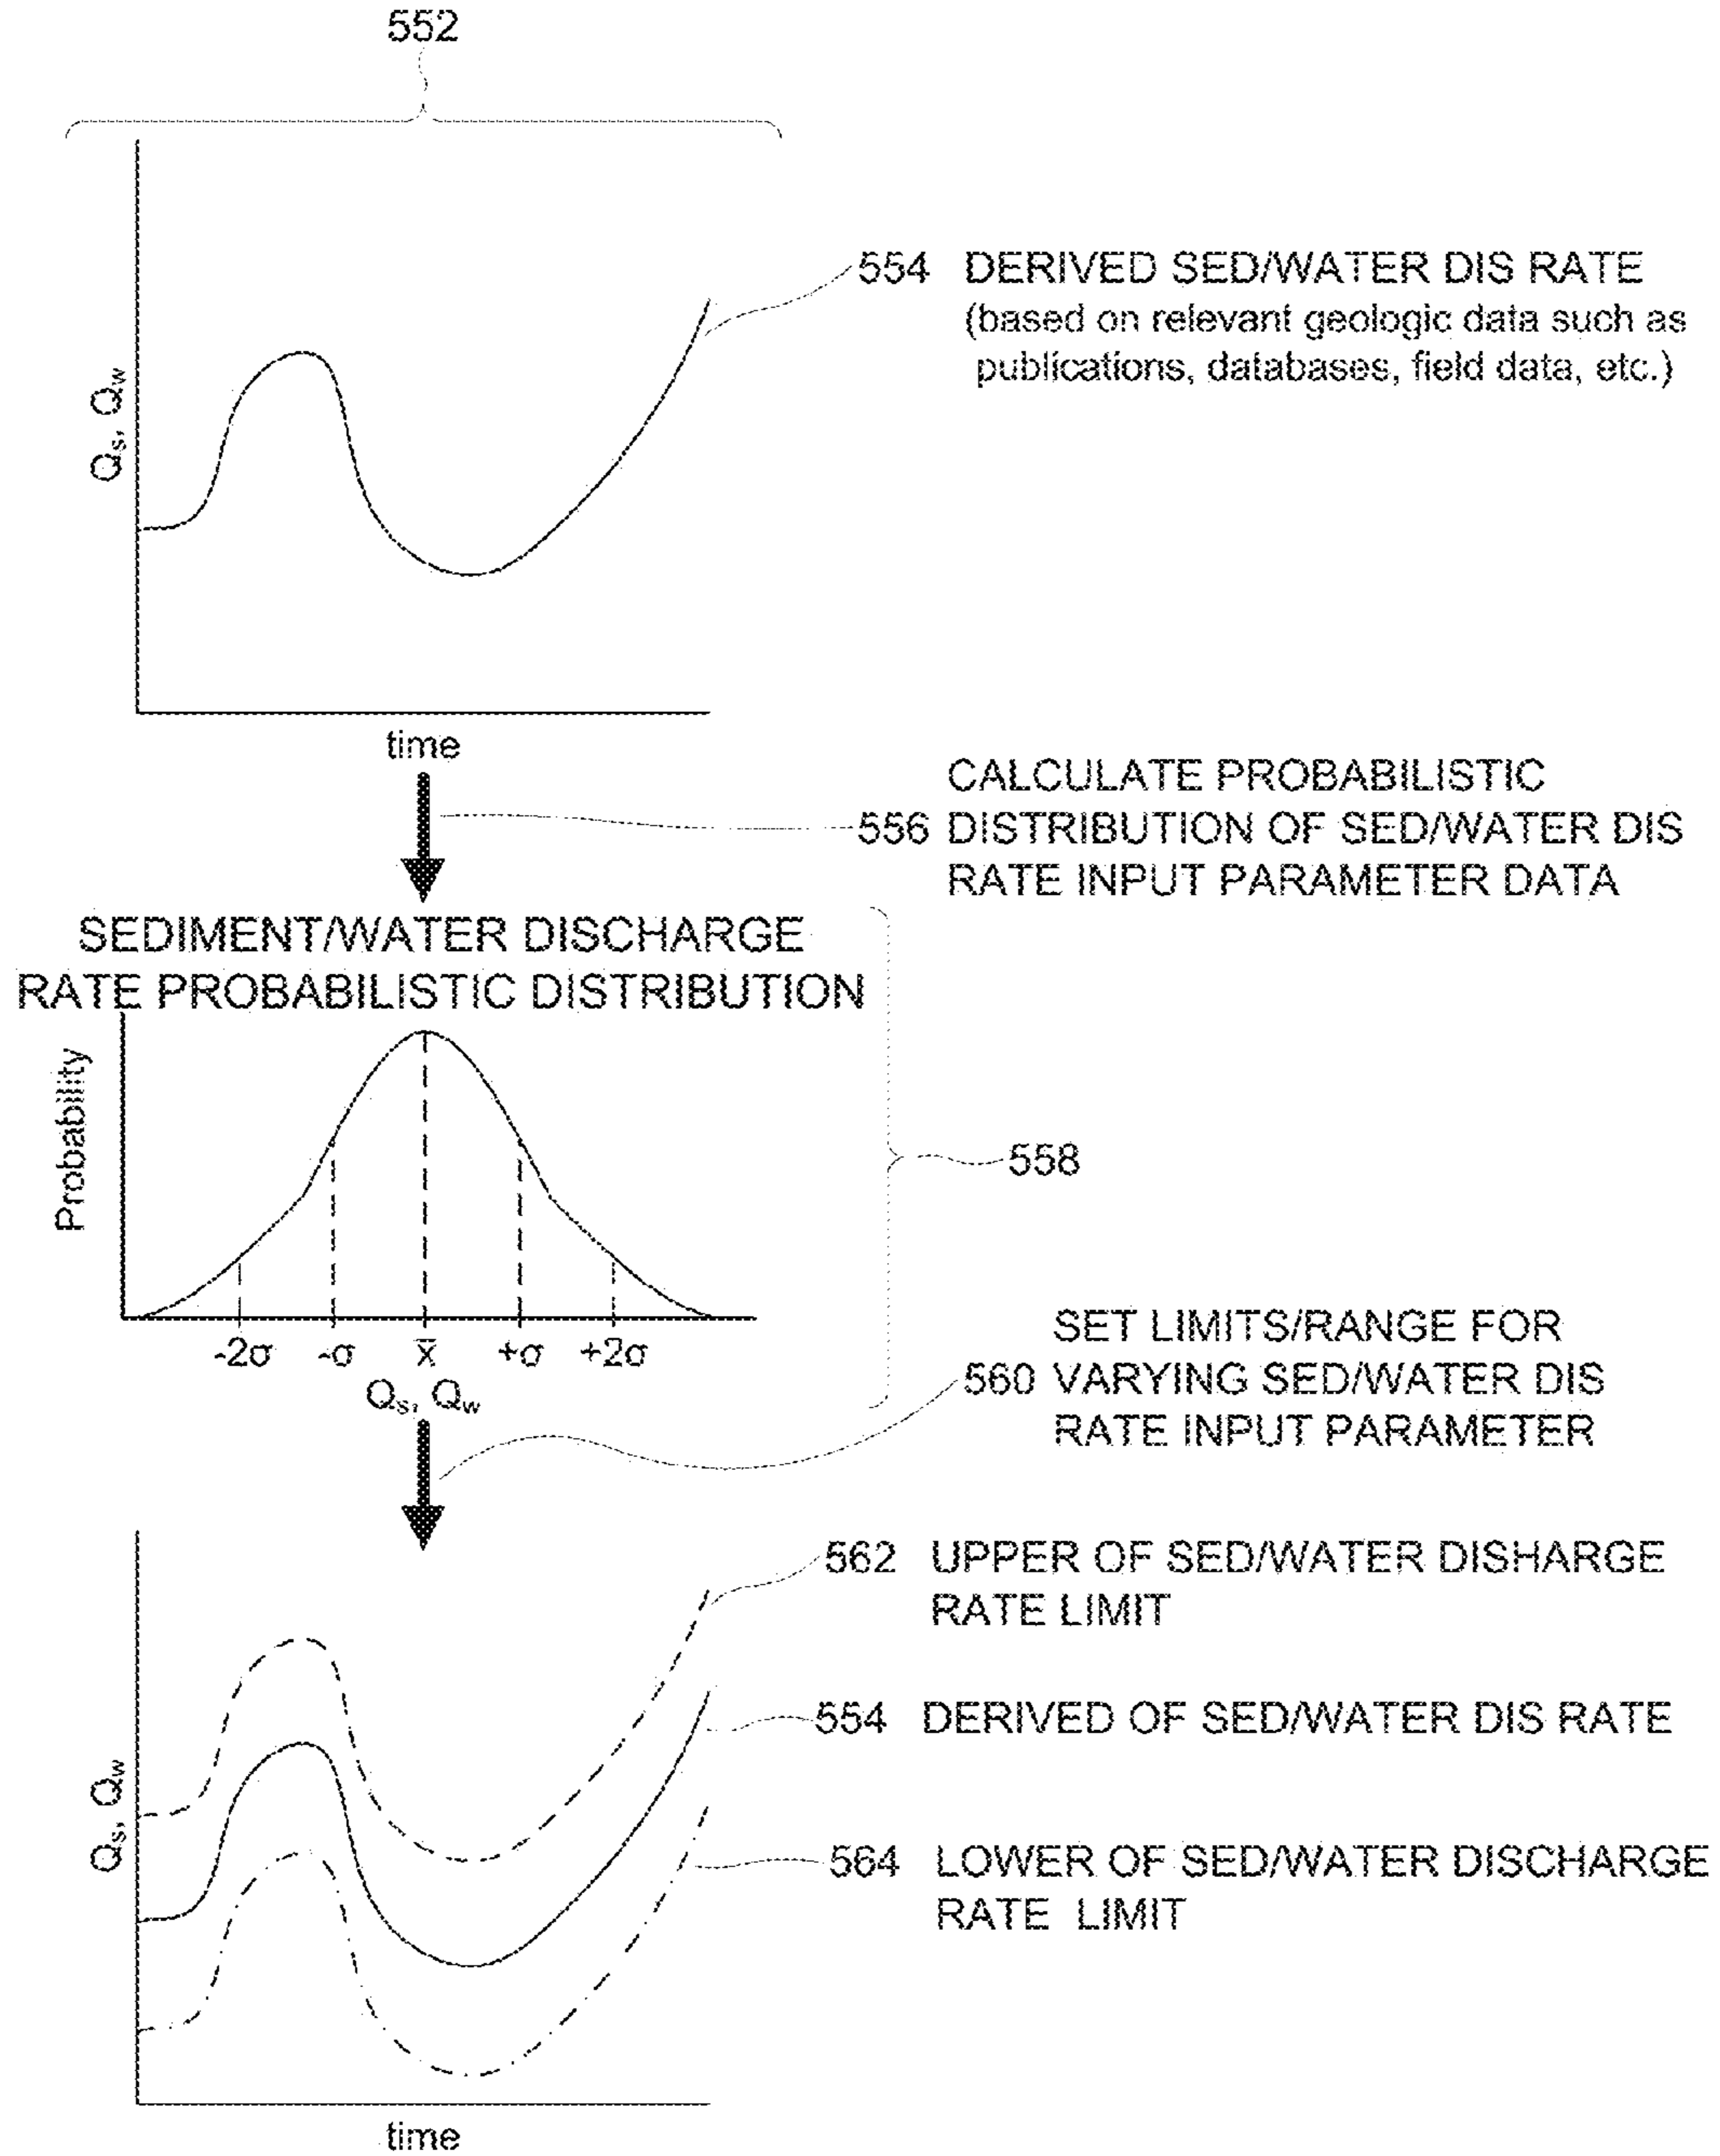 552
Qs, Qw
554 DERIVED SED/WATER DIS RATE
(based on relevant geologic data such as
publications, databases, field data, etc.)
time
CALCULATE PROBABILISTIC
556 DISTRIBUTION OF SED/WATER DIS
RATE INPUT PARAMETER DATA
SEDIMENT/WATER DISCHARGE
RATE PROBABILISTIC DISTRIBUTION
Probability
558
-2σ -σ x̄ +σ +2σ
Qs, Qw
SET LIMITS/RANGE FOR
560 VARYING SED/WATER DIS
RATE INPUT PARAMETER
562 UPPER OF SED/WATER DISHARGE
RATE LIMIT
554 DERIVED OF SED/WATER DIS RATE
Qs, Qw
564 LOWER OF SED/WATER DISCHARGE
RATE LIMIT
time